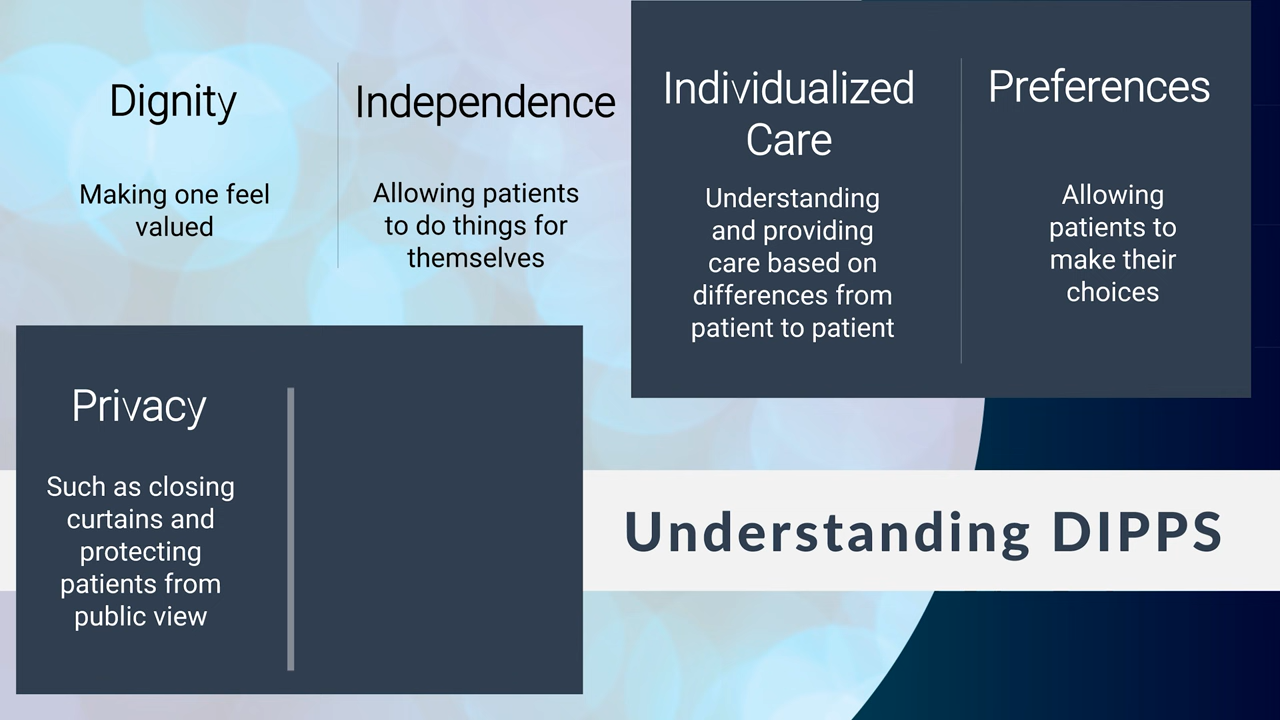 Dignity
Making one feel
valued
Independence
Allowing patients
to do things for
themselves
Individualized
Care
Understanding
and providing
care based on
differences from
patient to patient
Preferences
Allowing
patients to
make their
choices
Privacy
Such as closing
curtains and
protecting
patients from
public view
Understanding DIPPS